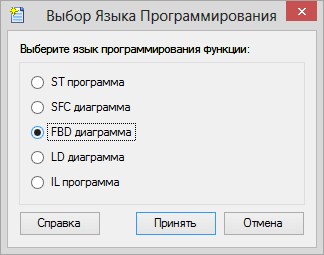 Выбор Языка Программирования
Выберите язык программирования функции:
ST программа
SFC диаграмма
FBD диаграмма
LD диаграмма
IL программа
Справка Принять Отмена